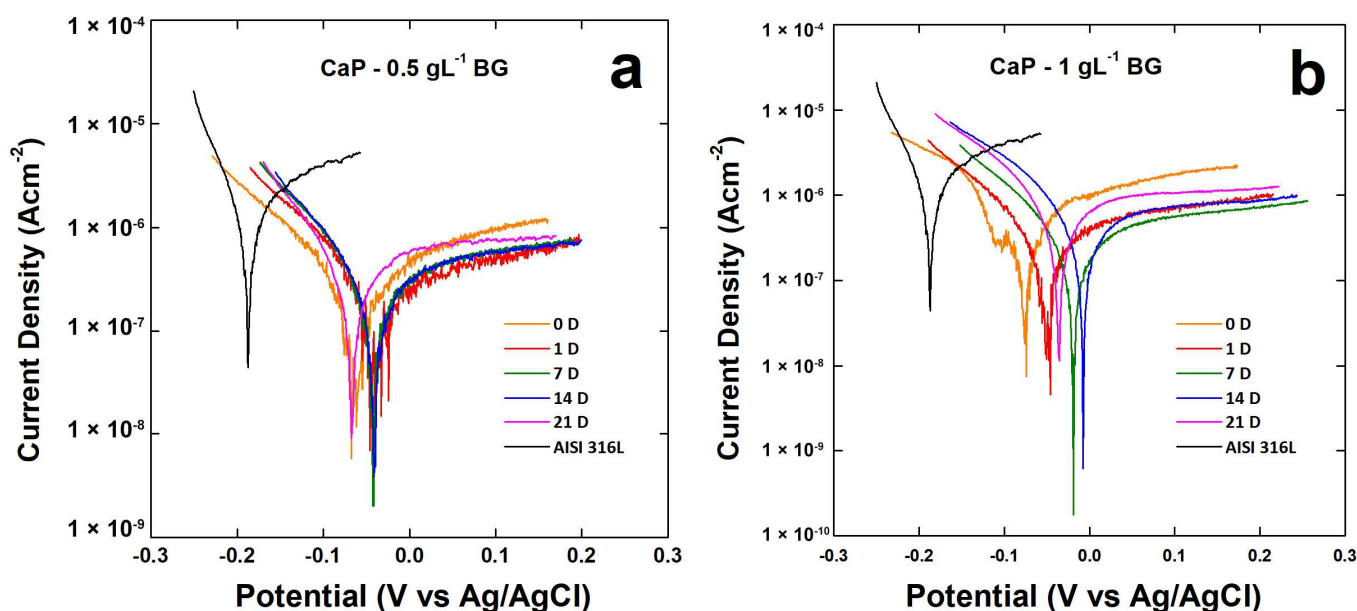 a
CaP - 0.5 gL⁻¹ BG
Current Density (Acm⁻²)
1 × 10⁻⁴
1 × 10⁻⁵
1 × 10⁻⁶
1 × 10⁻⁷
1 × 10⁻⁸
1 × 10⁻⁹
0 D
1 D
7 D
14 D
21 D
AISI 316L
-0.3 -0.2 -0.1 0.0 0.1 0.2 0.3
Potential (V vs Ag/AgCl)
b
CaP - 1 gL⁻¹ BG
Current Density (Acm⁻²)
1 × 10⁻⁴
1 × 10⁻⁵
1 × 10⁻⁶
1 × 10⁻⁷
1 × 10⁻⁸
1 × 10⁻⁹
1 × 10⁻¹⁰
0 D
1 D
7 D
14 D
21 D
AISI 316L
-0.3 -0.2 -0.1 0.0 0.1 0.2 0.3
Potential (V vs Ag/AgCl)